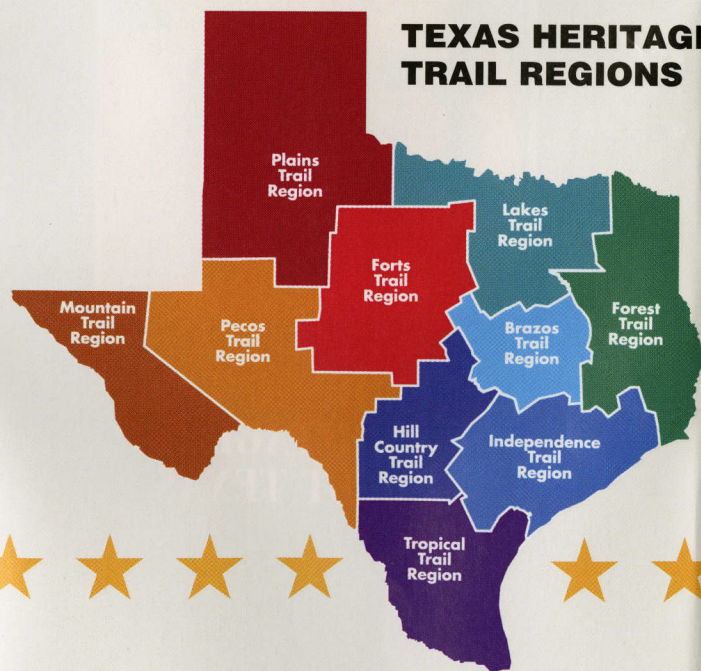 TEXAS HERITAGE
TRAIL REGIONS
Plains
Trail
Region
Lakes
Trail
Region
Forts
Trail
Region
Mountain
Trail
Region
Pecos
Trail
Region
Brazos
Trail
Region
Forest
Trail
Region
Hill
Country
Trail
Region
Independence
Trail
Region
Tropical
Trail
Region